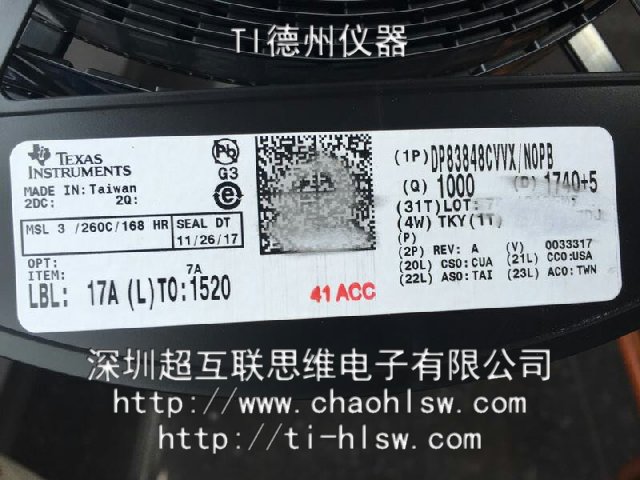 TI德州仪器
TEXAS
INSTRUMENTS
Pb
G3
e
MADE IN: Taiwan
2DC: 2Q:
MSL 3 /260C/168 HR
SEAL DT
11/26/17
OPT:
ITEM: 7A
LBL: 17A (L)TO:1520
41ACC
(1P)DP83848CVVX/NOPB
(Q) 1000 (D) 1740+5
(31T)LOT:
(4W) TKY(1T)
(P)
(2P) REV: A (V) 0033317
(20L) CSO:CUA (21L) CCO:USA
(22L) ASO:TAI (23L) ACO:TWN
深圳超互联思维电子有限公司
http://www.chaohlsw.com
http://ti-hlsw.com